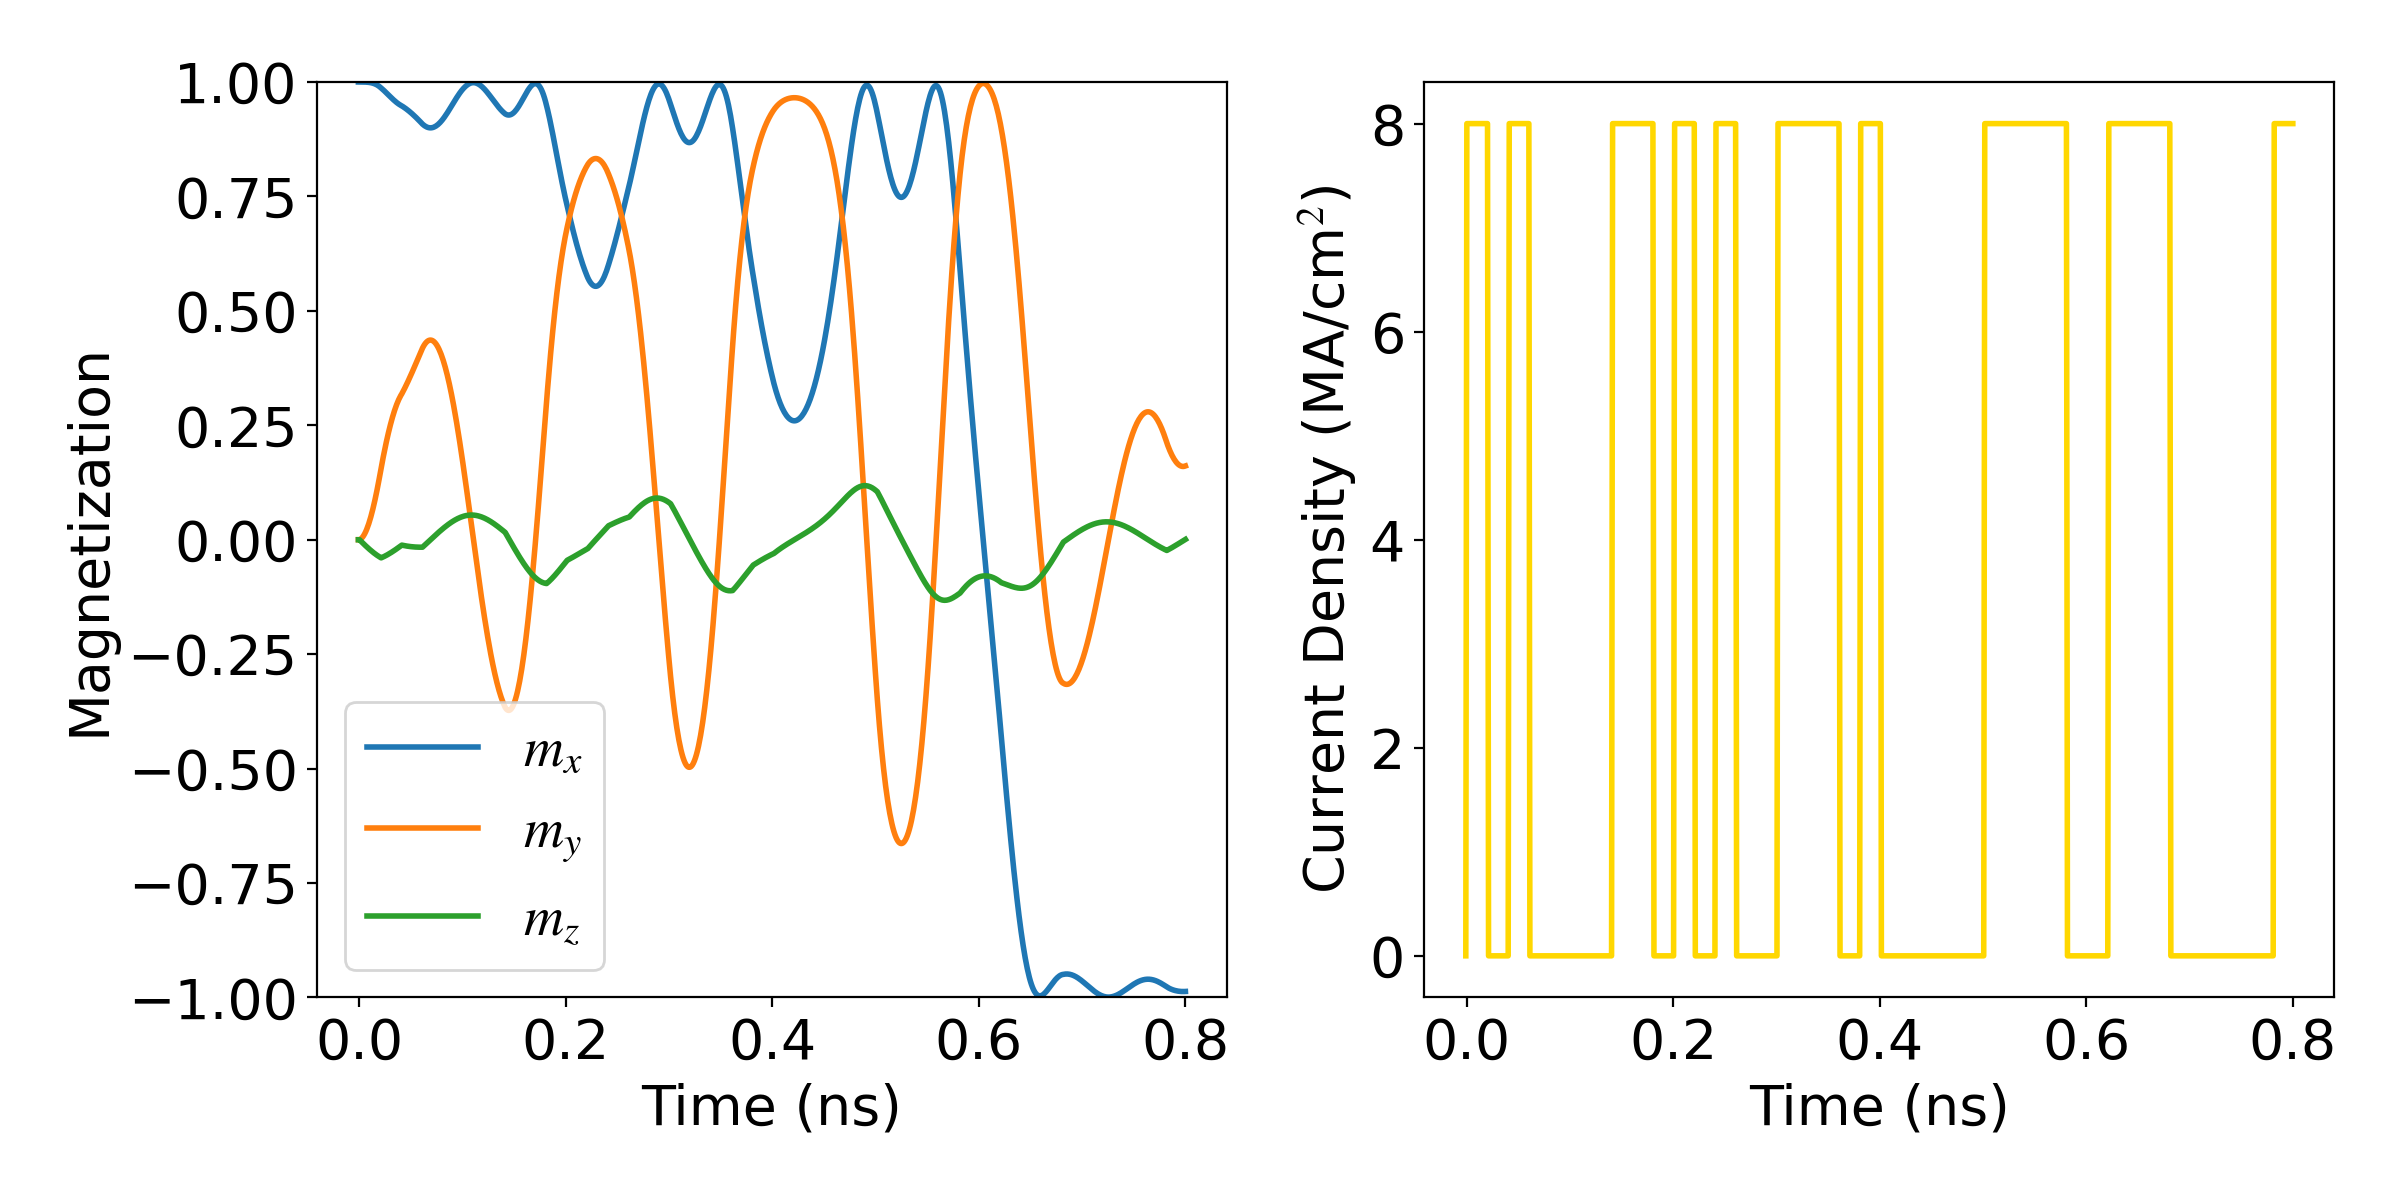 1.00
0.75
0.50
0.25
0.00
−0.25
−0.50
−0.75
−1.00
Magnetization
m_x
m_y
m_z
0.0 0.2 0.4 0.6 0.8
Time (ns)
8
6
4
2
0
Current Density (MA/cm²)
0.0 0.2 0.4 0.6 0.8
Time (ns)